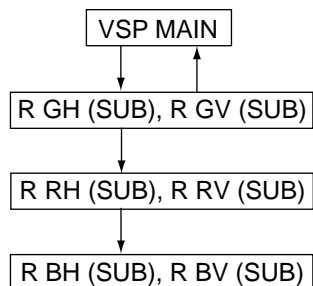 VSP MAIN
R GH (SUB), R GV (SUB)
R RH (SUB), R RV (SUB)
R BH (SUB), R BV (SUB)